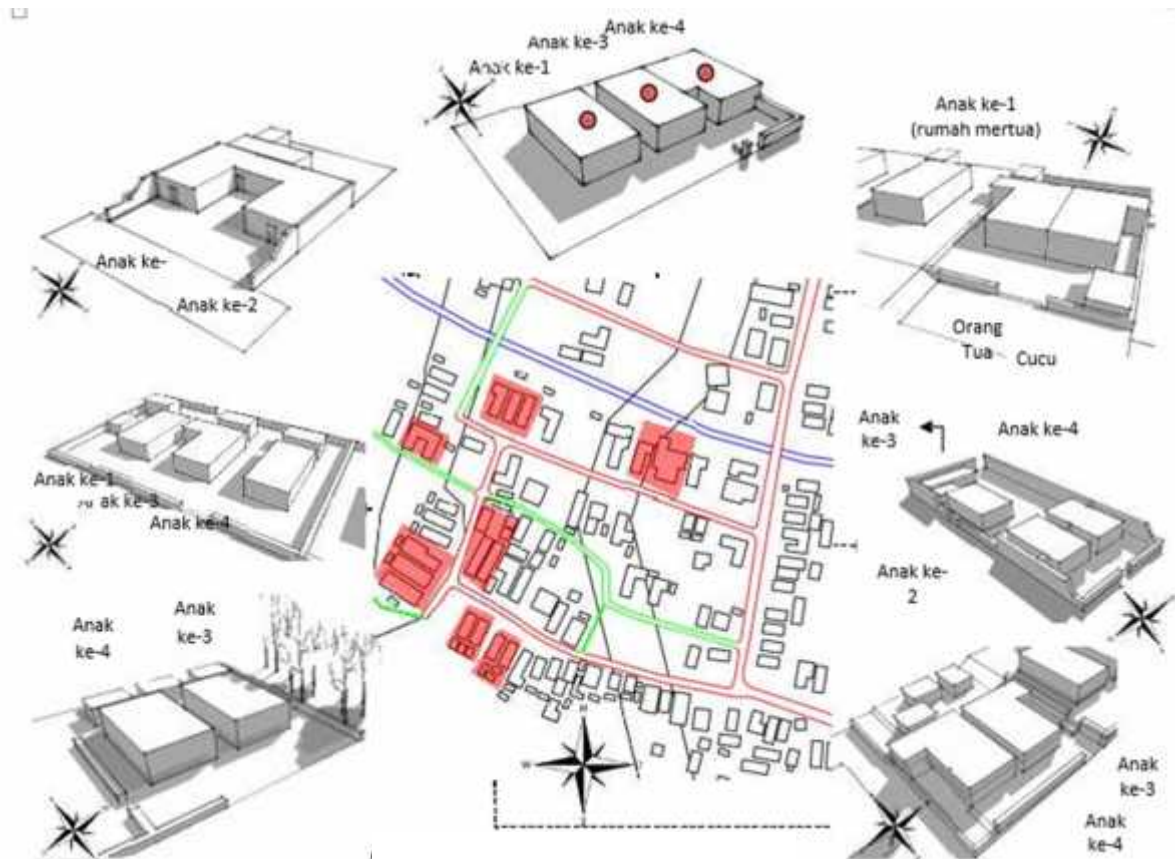 Anak ke-4
Anak ke-3
Anak ke-1
Anak ke-1
(rumah mertua)
Anak ke-
Anak ke-2
Orang
Tua
Cucu
Anak
ke-3
Anak ke-4
Anak ke-1
ak ke-3
Anak ke-4
Anak ke-
2
Anak
ke-4
Anak
ke-3
Anak
ke-3
Anak
ke-4